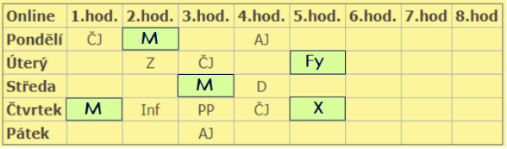 Online 1.hod. 2.hod. 3.hod. 4.hod. 5.hod. 6.hod. 7.hod 8.hod
Pondělí ČJ M AJ
Úterý Z ČJ Fy
Středa M D
Čtvrtek M Inf PP ČJ X
Pátek AJ